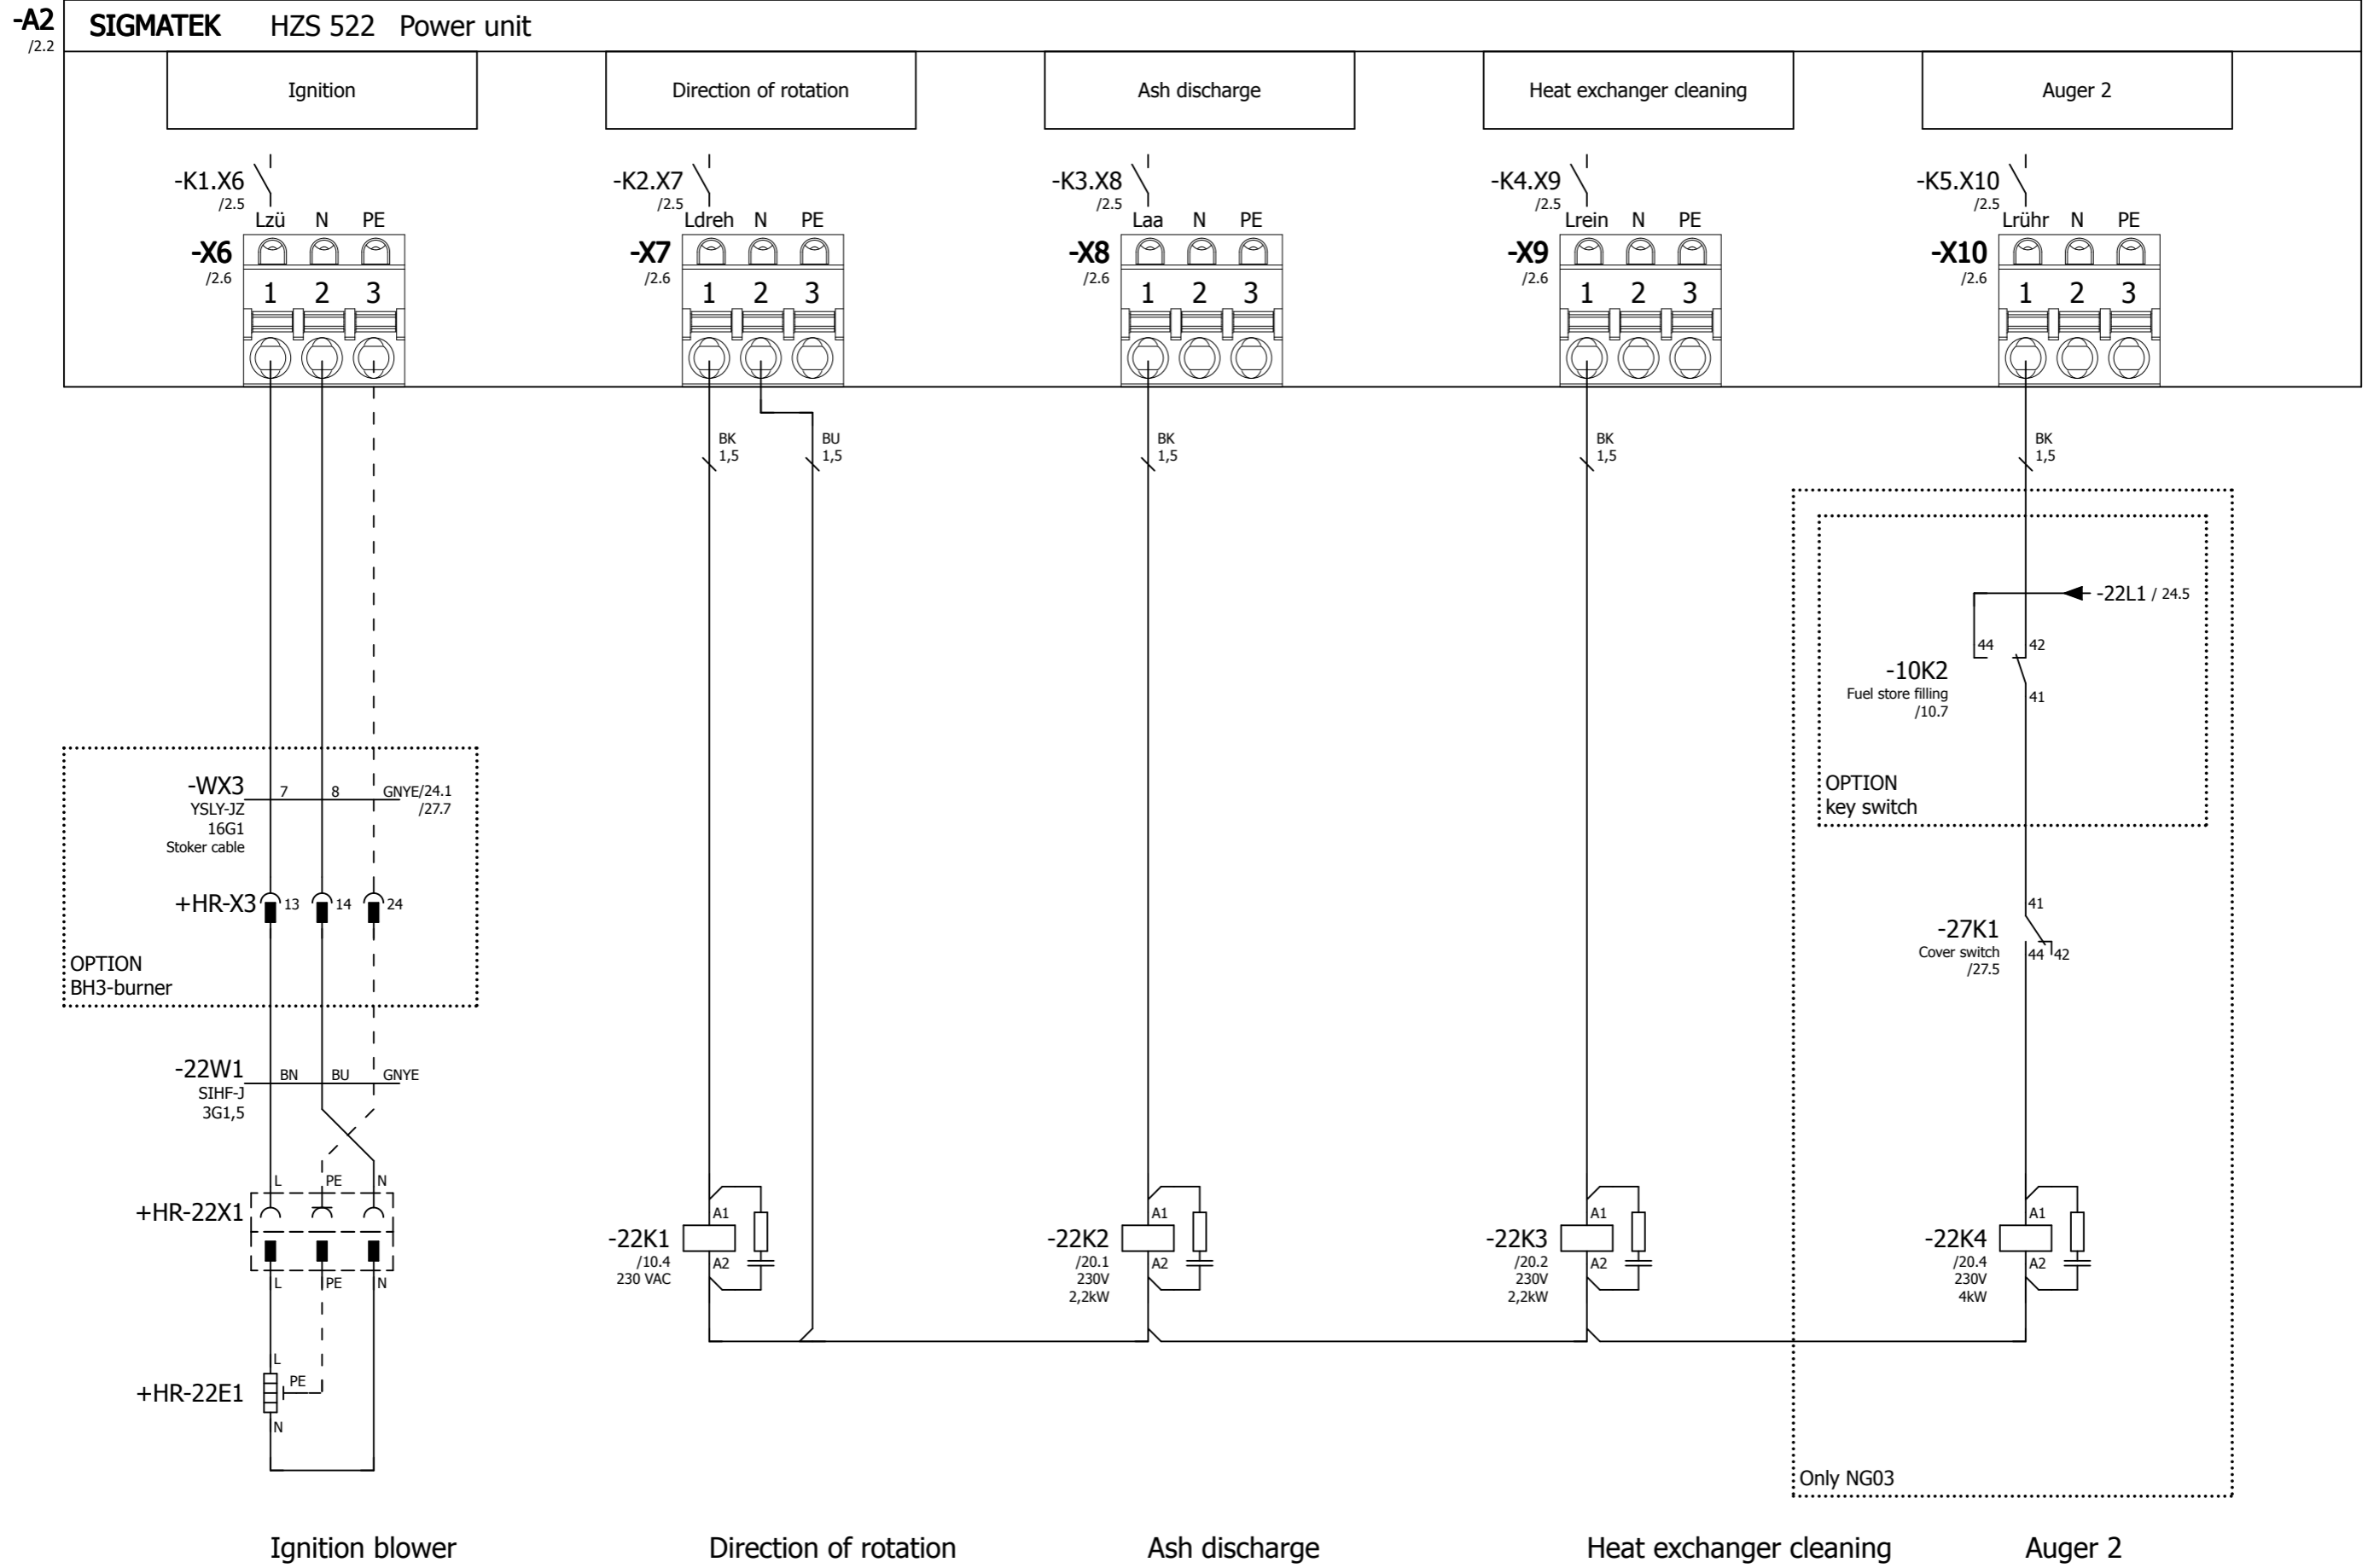 -A2
/2.2
SIGMATEK HZS 522 Power unit
Ignition
Direction of rotation
Ash discharge
Heat exchanger cleaning
Auger 2
-K1.X6
/2.5
-K2.X7
/2.5
-K3.X8
/2.5
-K4.X9
/2.5
-K5.X10
/2.5
Lzü N PE
Ldreh N PE
Laa N PE
Lrein N PE
Lrühr N PE
-X6
/2.6
-X7
/2.6
-X8
/2.6
-X9
/2.6
-X10
/2.6
1 2 3
1 2 3
1 2 3
1 2 3
1 2 3
BK
1,5
BU
1,5
BK
1,5
BK
1,5
BK
1,5
-22L1 / 24.5
44
42
-10K2
Fuel store filling
/10.7
41
OPTION
key switch
-WX3
YSLY-JZ
16G1
Stoker cable
7 8 GNYE/24.1
/27.7
+HR-X3 13 14 24
OPTION
BH3-burner
41
-27K1
Cover switch
/27.5
44 42
-22W1
SIHF-J
3G1,5
BN BU GNYE
L PE N
+HR-22X1
L PE N
L
+HR-22E1
PE
N
A1
-22K1
/10.4
230 VAC
A2
A1
-22K2
/20.1
230V
2,2kW
A2
A1
-22K3
/20.2
230V
2,2kW
A2
A1
-22K4
/20.4
230V
4kW
A2
Only NG03
Ignition blower
Direction of rotation
Ash discharge
Heat exchanger cleaning
Auger 2